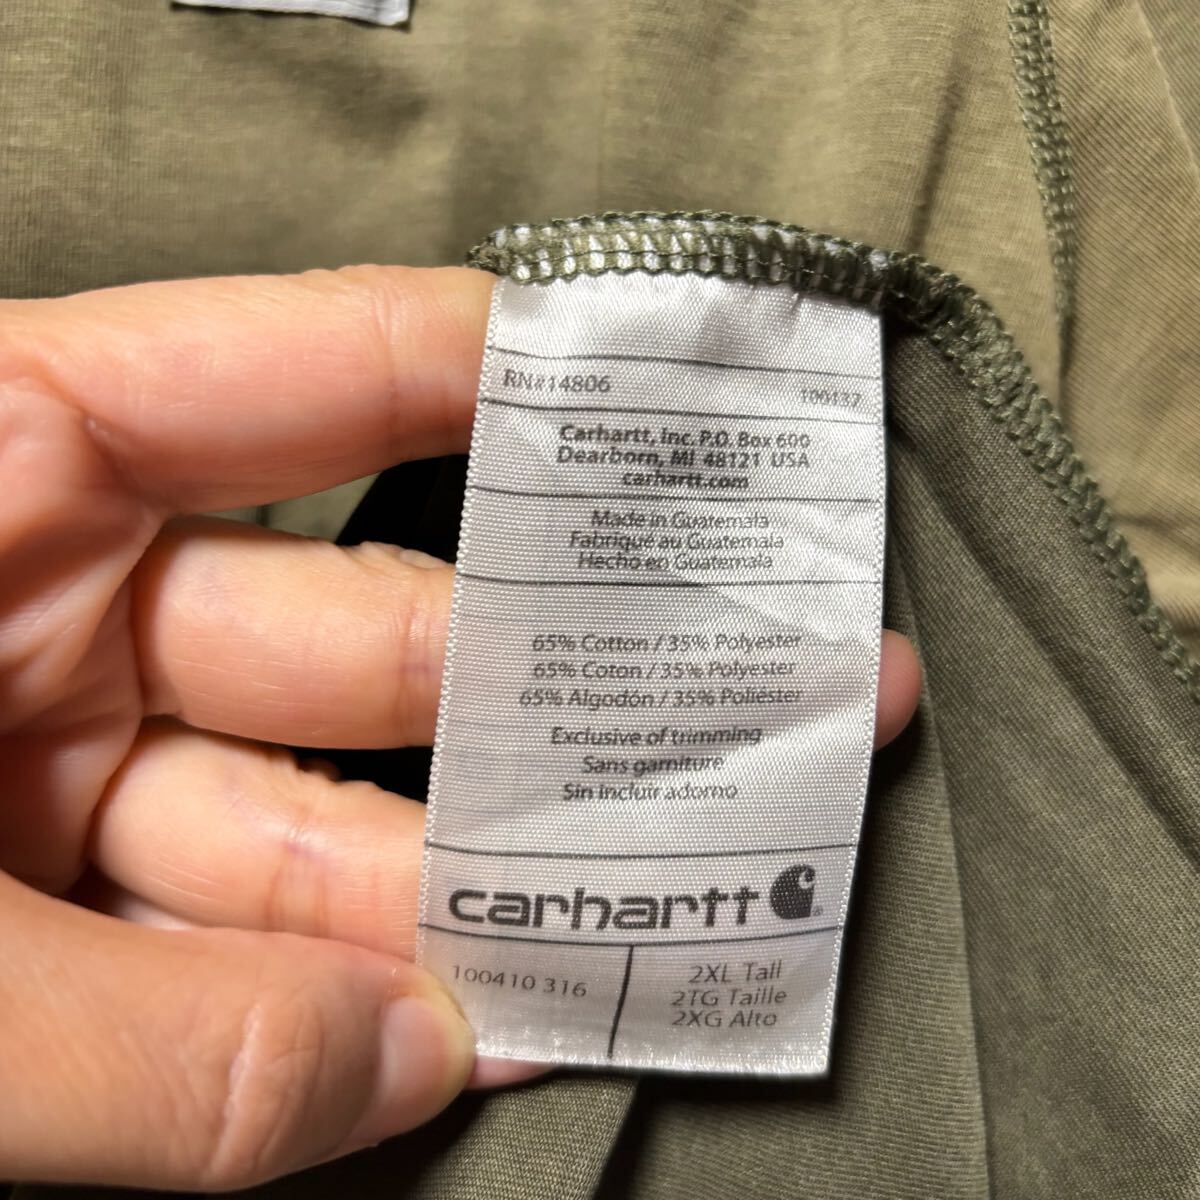 RN#14806 100137
Carhartt, Inc. P.O. Box 600
Dearborn, MI 48121 USA
carhartt.com
Made in Guatemala
Fabriqué au Guatemala
Hecho en Guatemala
65% Cotton / 35% Polyester
65% Coton / 35% Polyester
65% Algodón / 35% Poliéster
Exclusive of trimming
Sans garniture
Sin incluir adorno
carhartt
100410 316
2XL Tall
2TG Taille
2XG Alto